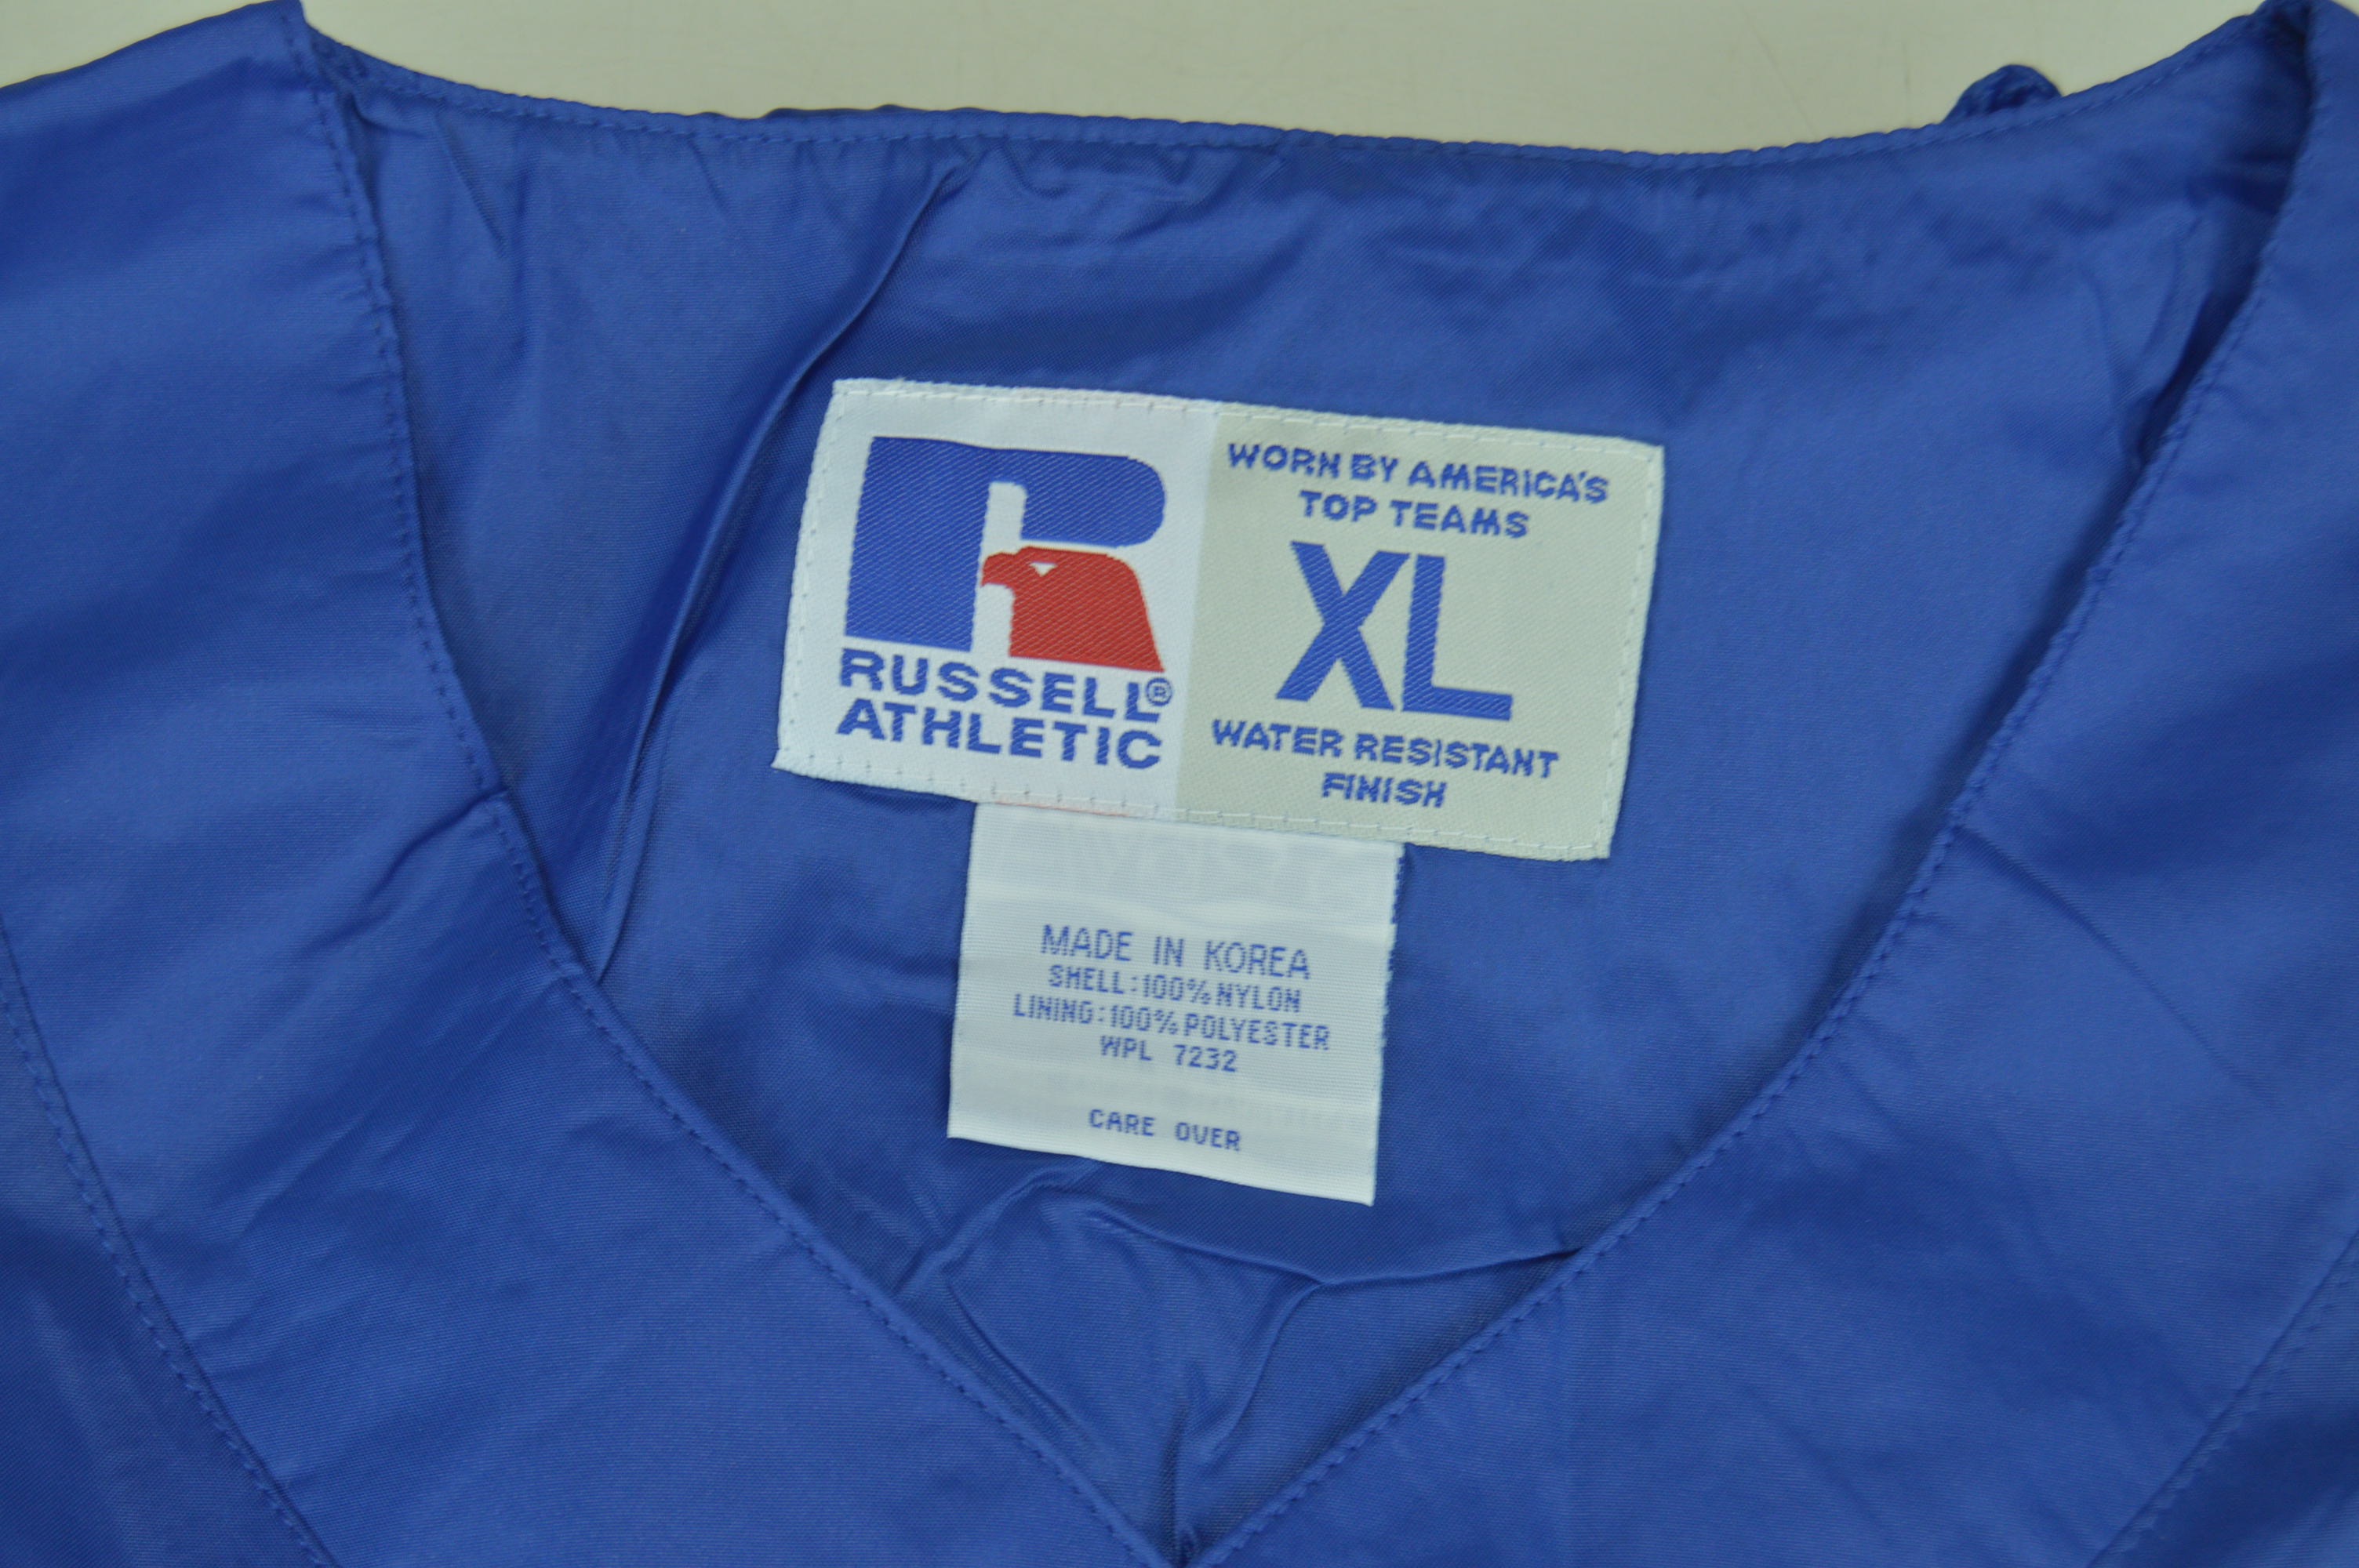 RUSSELL®
ATHLETIC
WORN BY AMERICA'S
TOP TEAMS
XL
WATER RESISTANT
FINISH
MADE IN KOREA
SHELL:100%NYLON
LINING:100%POLYESTER
WPL 7232
CARE OVER